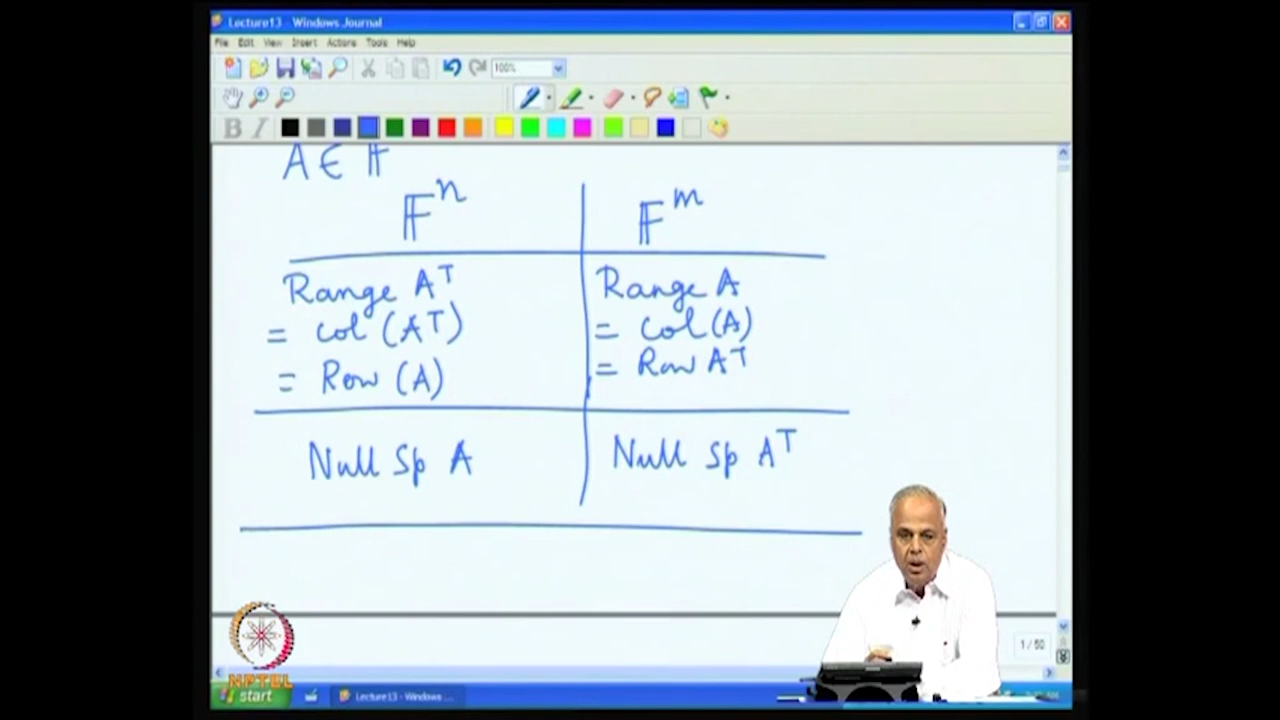 Lecture13 - Windows Journal
File Edit View Insert Actions Tools Help
100%
B I
A ∈ F
F^n F^m
Range A^T Range A
= Col (A^T) = Col (A)
= Row (A) = Row A^T
Null Sp A Null Sp A^T
1 / 50
NPTEL
start Lecture13 - Windows ...